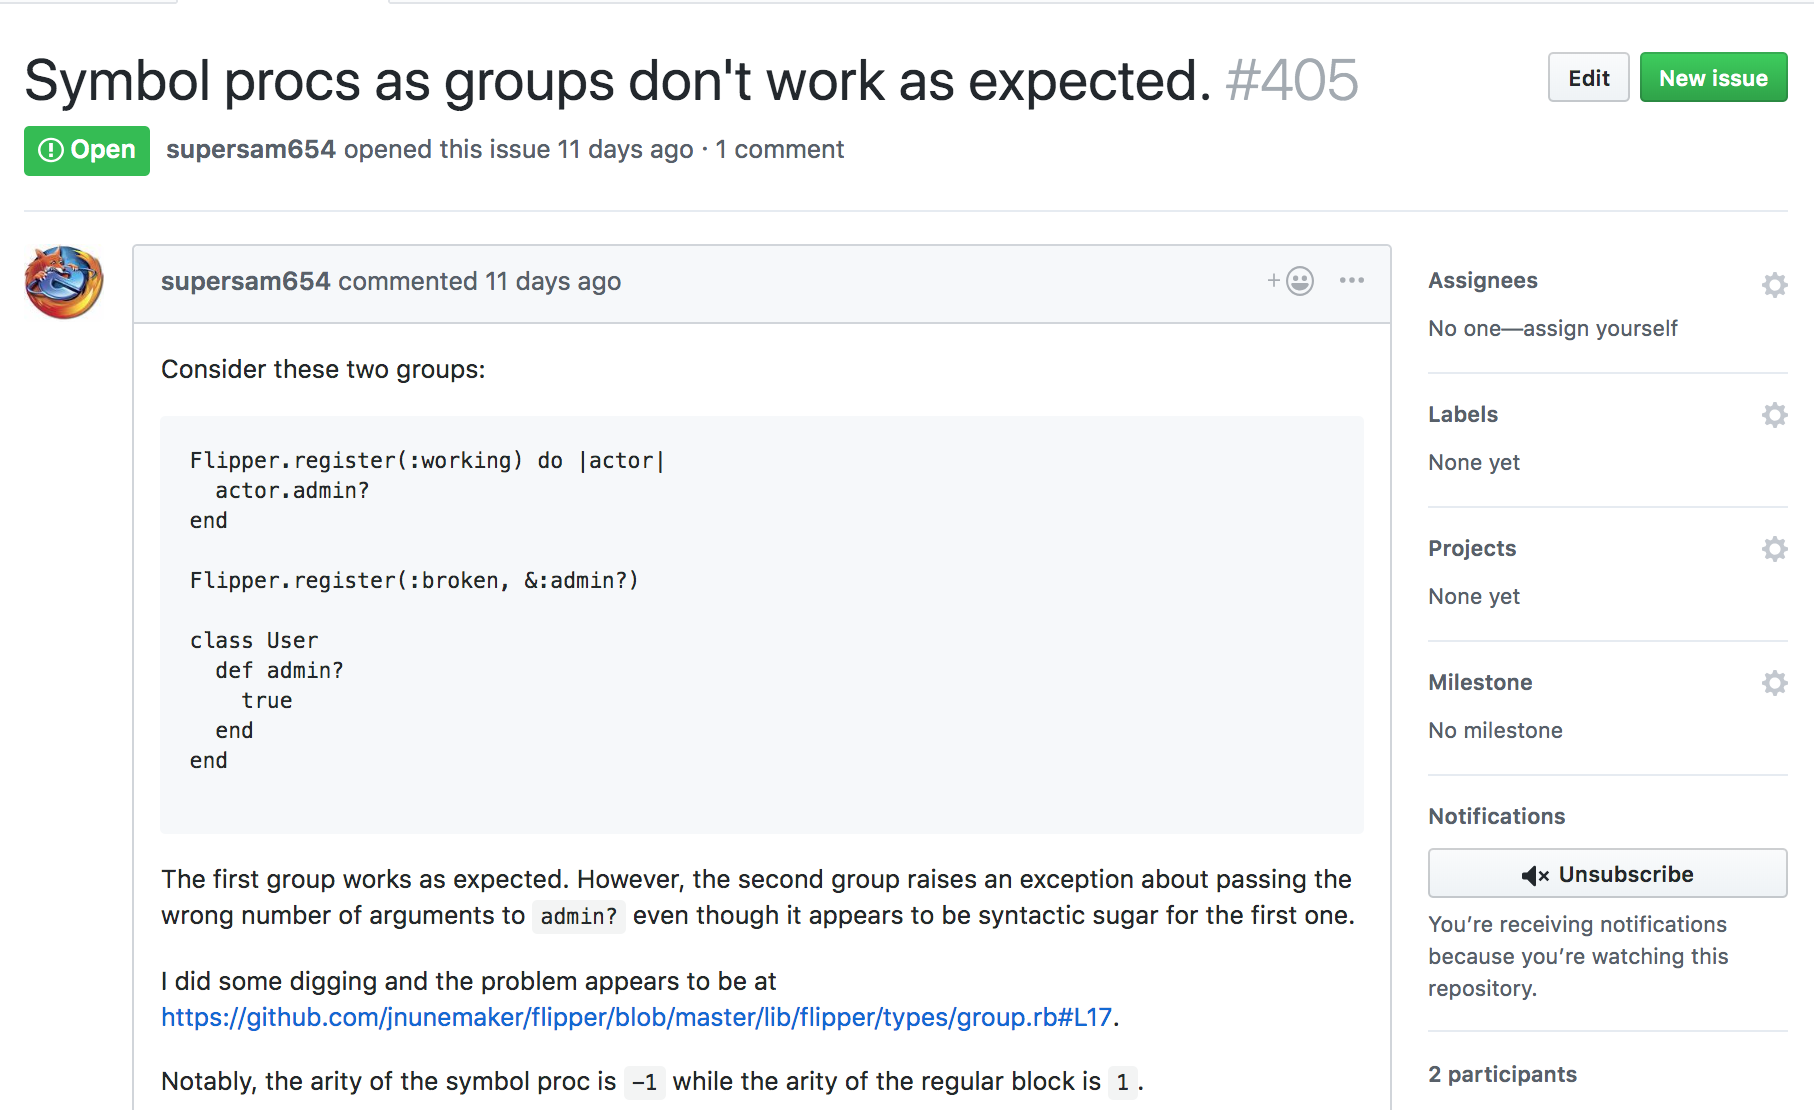 Symbol procs as groups don't work as expected. #405
Edit
New issue
Open
supersam654 opened this issue 11 days ago · 1 comment
supersam654 commented 11 days ago
Consider these two groups:
Flipper.register(:working) do |actor|
  actor.admin?
end
Flipper.register(:broken, &:admin?)
class User
  def admin?
    true
  end
end
The first group works as expected. However, the second group raises an exception about passing the
wrong number of arguments to admin? even though it appears to be syntactic sugar for the first one.
I did some digging and the problem appears to be at
https://github.com/jnunemaker/flipper/blob/master/lib/flipper/types/group.rb#L17.
Notably, the arity of the symbol proc is -1 while the arity of the regular block is 1.
Assignees
No one—assign yourself
Labels
None yet
Projects
None yet
Milestone
No milestone
Notifications
Unsubscribe
You’re receiving notifications
because you’re watching this
repository.
2 participants